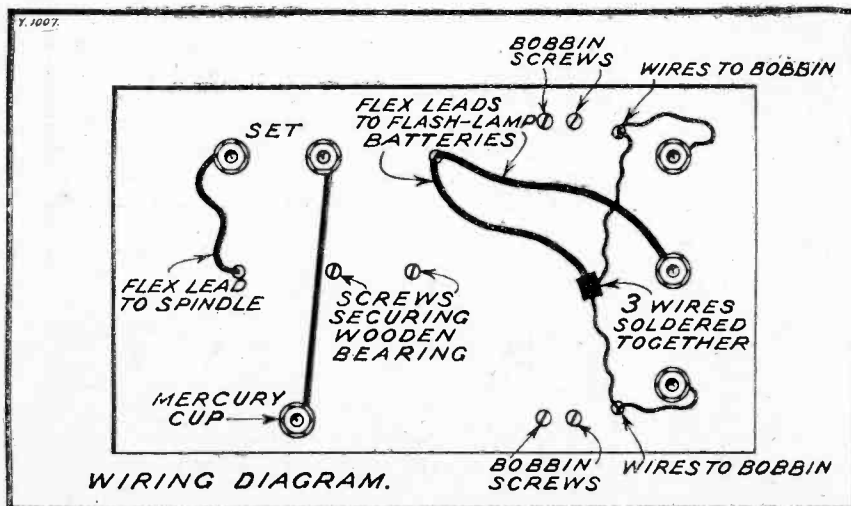 Y.1007.
BOBBIN
SCREWS
WIRES TO BOBBIN
FLEX LEADS
TO FLASH-LAMP
BATTERIES
SET
FLEX LEAD
TO SPINDLE
SCREWS
SECURING
WOODEN
BEARING
3 WIRES
SOLDERED
TOGETHER
MERCURY
CUP
BOBBIN
SCREWS
WIRES TO BOBBIN
WIRING DIAGRAM.